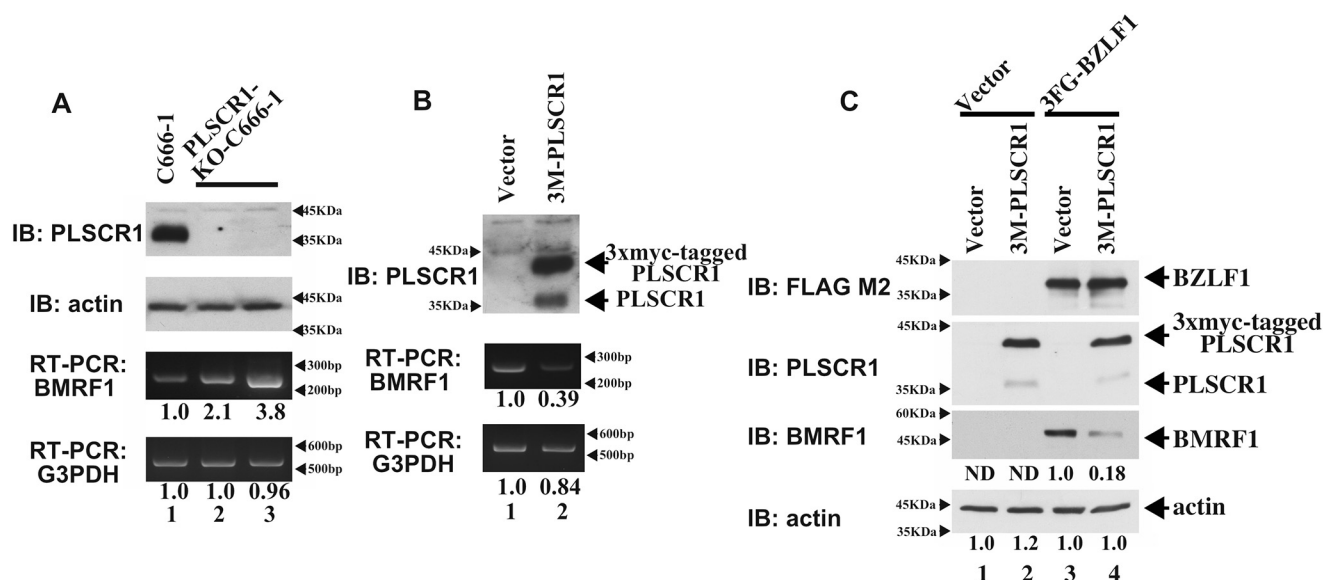 A
C666-1
PLSCR1-
KO-C666-1
IB: PLSCR1
45KDa
35KDa
IB: actin
45KDa
35KDa
RT-PCR:
BMRF1
300bp
200bp
1.0 2.1 3.8
RT-PCR:
G3PDH
600bp
500bp
1.0 1.0 0.96
1 2 3
B
Vector
3M-PLSCR1
45KDa
IB: PLSCR1
35KDa
3xmyc-tagged
PLSCR1
PLSCR1
RT-PCR:
BMRF1
300bp
200bp
1.0 0.39
RT-PCR:
G3PDH
600bp
500bp
1.0 0.84
1 2
C
Vector
3FG-BZLF1
Vector
3M-PLSCR1
Vector
3M-PLSCR1
IB: FLAG M2
45KDa
35KDa
BZLF1
45KDa
IB: PLSCR1
35KDa
3xmyc-tagged
PLSCR1
PLSCR1
60KDa
IB: BMRF1
45KDa
BMRF1
ND ND 1.0 0.18
45KDa
IB: actin
35KDa
actin
1.0 1.2 1.0 1.0
1 2 3 4